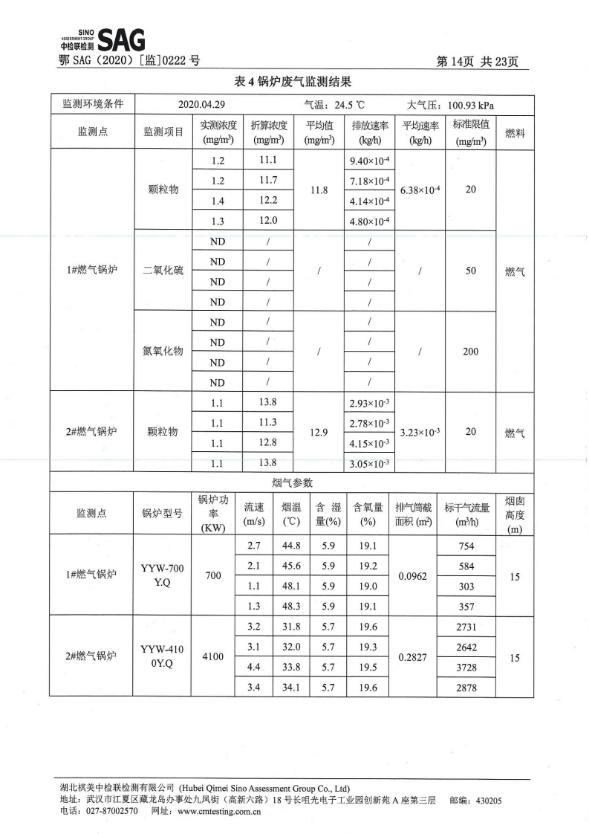 SINO
ASSESSMENT GROUP
中检联检测 SAG
鄂 SAG（2020）[监]0222 号 第 14页 共 23页
表 4 锅炉废气监测结果
监测环境条件 2020.04.29 气温：24.5 ℃ 大气压：100.93 kPa
监测点 监测项目 实测浓度 (mg/m³) 折算浓度 (mg/m³) 平均值 (mg/m³) 排放速率 (kg/h) 平均速率 (kg/h) 标准限值 (mg/m³) 燃料
1#燃气锅炉 颗粒物 1.2 11.1 11.8 9.40×10-4 6.38×10-4 20 燃气
1.2 11.7 7.18×10-4
1.4 12.2 4.14×10-4
1.3 12.0 4.80×10-4
二氧化硫 ND / / / / 50
ND / /
ND / /
ND / /
氮氧化物 ND / / / / 200
ND / /
ND / /
ND / /
2#燃气锅炉 颗粒物 1.1 13.8 12.9 2.93×10-3 3.23×10-3 20 燃气
1.1 11.3 2.78×10-3
1.1 12.8 4.15×10-3
1.1 13.8 3.05×10-3
烟气参数
监测点 锅炉型号 锅炉功率 (KW) 流速 (m/s) 烟温 (℃) 含 湿量(%) 含氧量 (%) 排气筒截面积 (m²) 标干气流量 (m³/h) 烟囱高度 (m)
1#燃气锅炉 YYW-700Y.Q 700 2.7 44.8 5.9 19.1 0.0962 754 15
2.1 45.6 5.9 19.2 584
1.1 48.1 5.9 19.0 303
1.3 48.3 5.9 19.1 357
2#燃气锅炉 YYW-4100Y.Q 4100 3.2 31.8 5.7 19.6 0.2827 2731 15
3.1 32.0 5.7 19.3 2642
4.4 33.8 5.7 19.5 3728
3.4 34.1 5.7 19.6 2878
湖北祺美中检联检测有限公司 (Hubei Qimei Sino Assessment Group Co., Ltd)
地址：武汉市江夏区藏龙岛办事处九凤街（高新六路）18 号长咀光电子工业园创新苑 A 座第三层 邮编：430205
电话：027-87002570 网址：www.cmtesting.com.cn